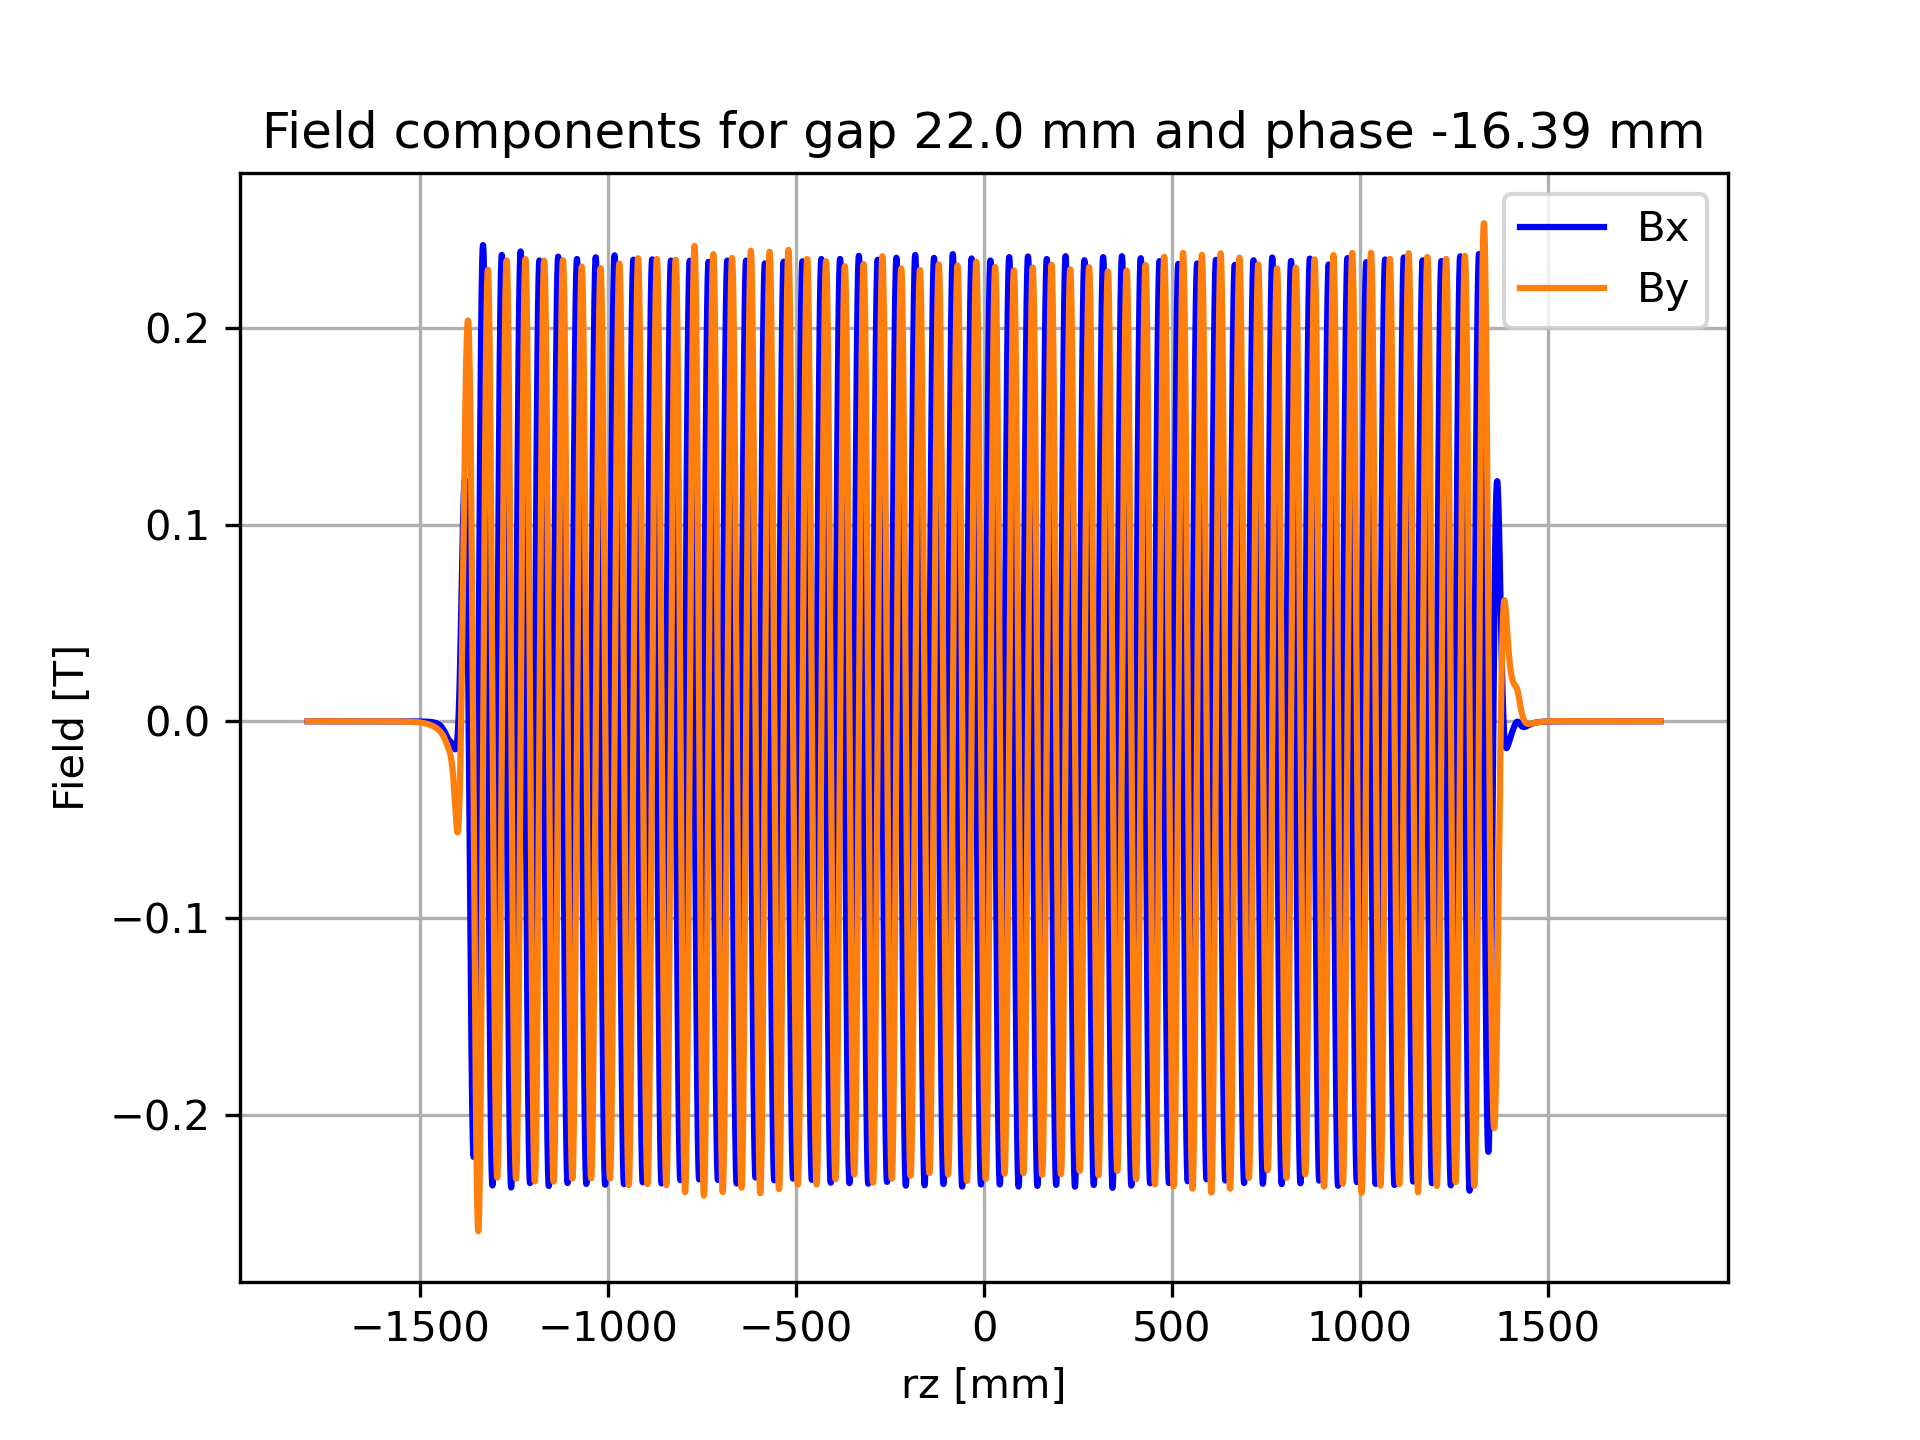 Field components for gap 22.0 mm and phase -16.39 mm
Bx
By
0.2
0.1
0.0
−0.1
−0.2
Field [T]
−1500
−1000
−500
0
500
1000
1500
rz [mm]